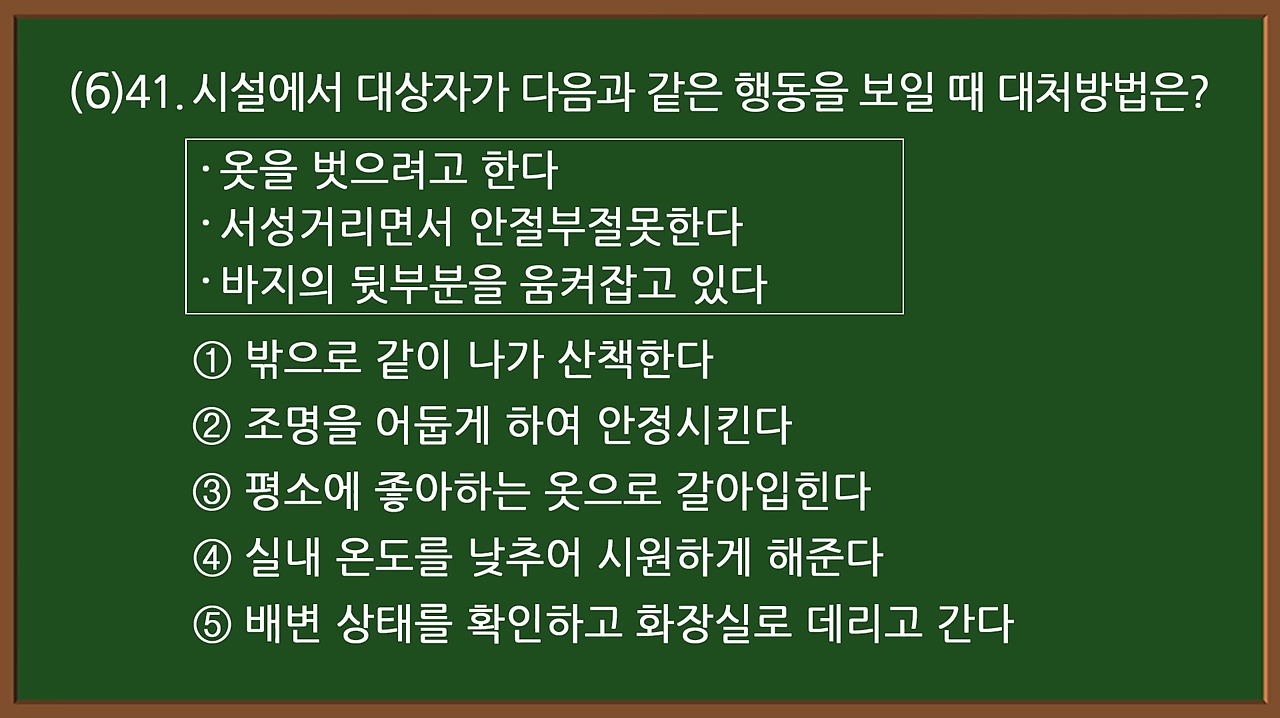 (6)41. 시설에서 대상자가 다음과 같은 행동을 보일 때 대처방법은?
· 옷을 벗으려고 한다
· 서성거리면서 안절부절못한다
· 바지의 뒷부분을 움켜잡고 있다
① 밖으로 같이 나가 산책한다
② 조명을 어둡게 하여 안정시킨다
③ 평소에 좋아하는 옷으로 갈아입힌다
④ 실내 온도를 낮추어 시원하게 해준다
⑤ 배변 상태를 확인하고 화장실로 데리고 간다